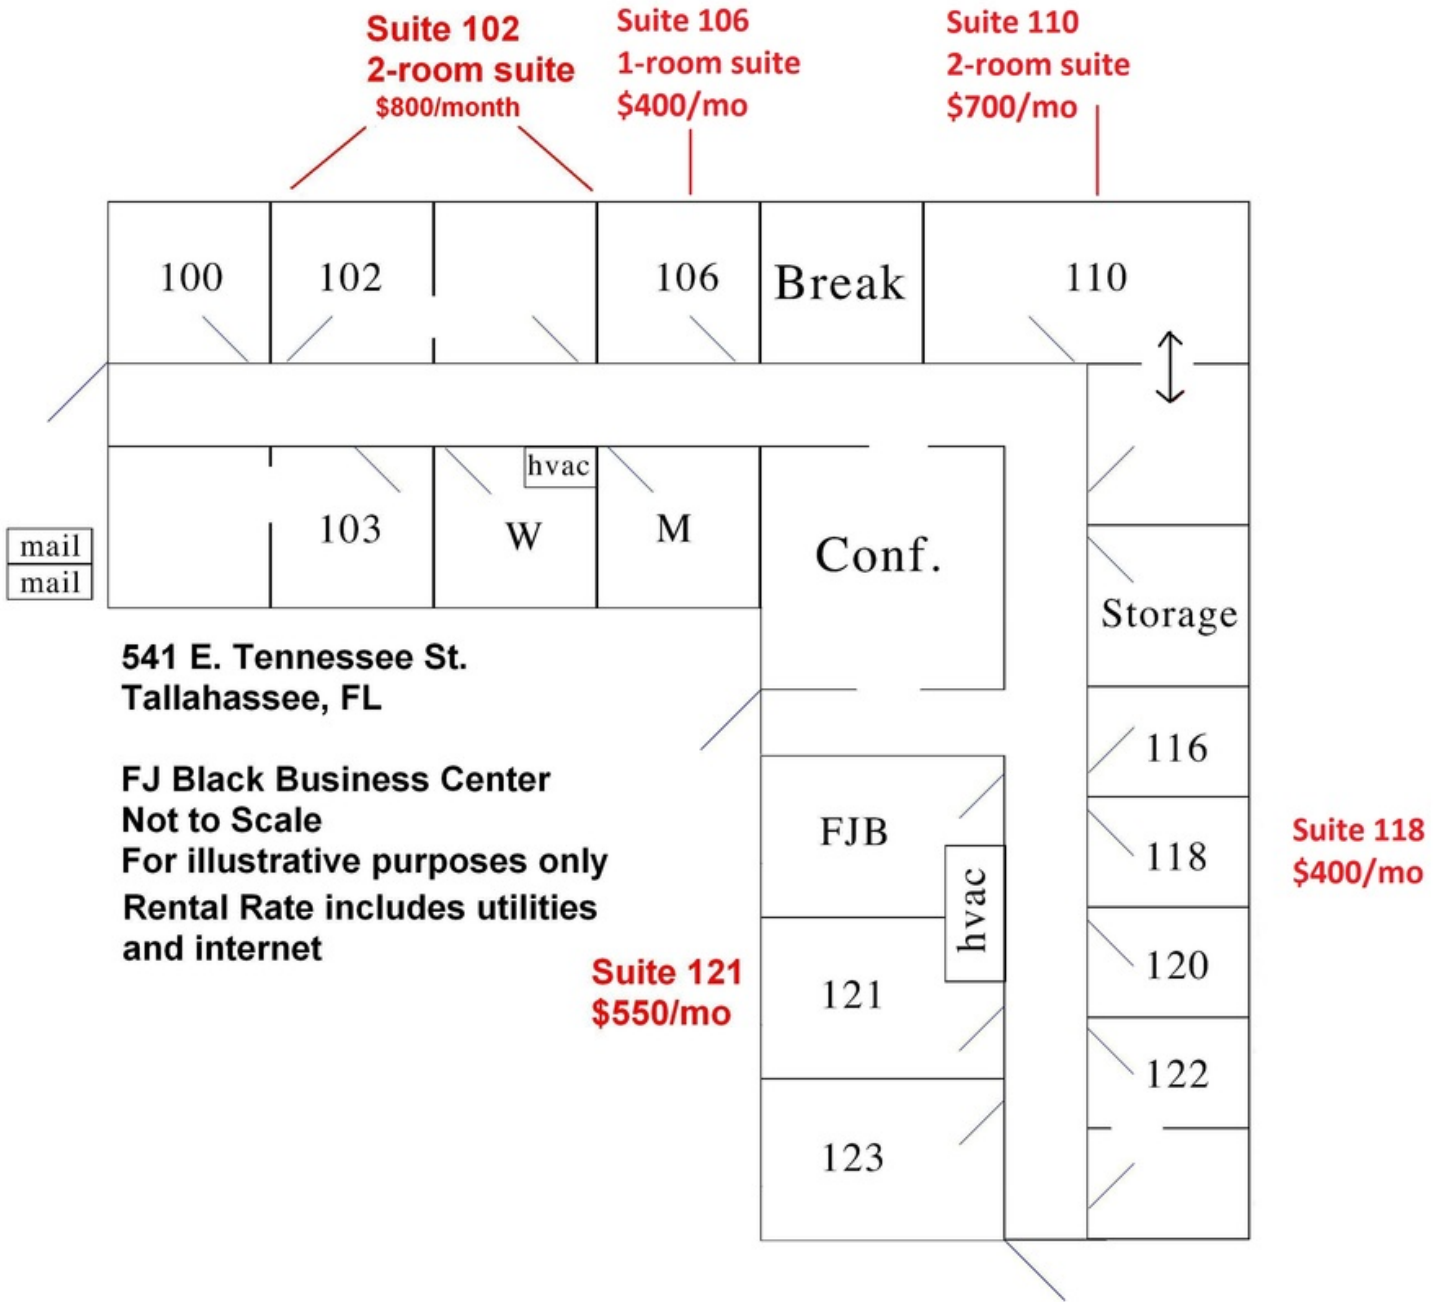 Suite 102
2-room suite
$800/month
Suite 106
1-room suite
$400/mo
Suite 110
2-room suite
$700/mo
100
102
106
Break
110
hvac
103
W
M
Conf.
mail
mail
Storage
541 E. Tennessee St.
Tallahassee, FL
FJ Black Business Center
Not to Scale
For illustrative purposes only
Rental Rate includes utilities
and internet
116
FJB
118
Suite 118
$400/mo
hvac
Suite 121
$550/mo
121
120
122
123